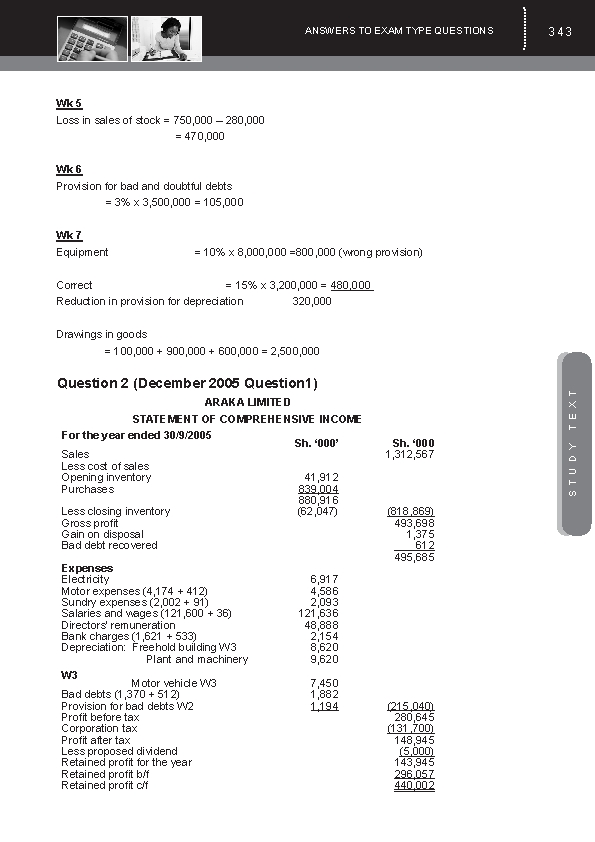 ANSWERS TO EXAM TYPE QUESTIONS 343
Wk 5
Loss in sales of stock = 750,000 – 280,000
= 470,000
Wk 6
Provision for bad and doubtful debts
= 3% x 3,500,000 = 105,000
Wk 7
Equipment = 10% x 8,000,000 =800,000 (wrong provision)
Correct = 15% x 3,200,000 = 480,000
Reduction in provision for depreciation 320,000
Drawings in goods
= 100,000 + 900,000 + 600,000 = 2,500,000
Question 2 (December 2005 Question1)
ARAKA LIMITED
STATEMENT OF COMPREHENSIVE INCOME
For the year ended 30/9/2005
Sh. ‘000’ Sh. ‘000
Sales 1,312,567
Less cost of sales
Opening inventory 41,912
Purchases 839,004
880,916
Less closing inventory (62,047) (818,869)
Gross profit 493,698
Gain on disposal 1,375
Bad debt recovered 612
495,685
Expenses
Electricity 6,917
Motor expenses (4,174 + 412) 4,586
Sundry expenses (2,002 + 91) 2,093
Salaries and wages (121,600 + 36) 121,636
Directors' remuneration 48,888
Bank charges (1,621 + 533) 2,154
Depreciation: Freehold building W3 8,620
Plant and machinery 9,620
W3
Motor vehicle W3 7,450
Bad debts (1,370 + 512) 1,882
Provision for bad debts W2 1,194 (215,040)
Profit before tax 280,645
Corporation tax (131,700)
Profit after tax 148,945
Less proposed dividend (5,000)
Retained profit for the year 143,945
Retained profit b/f 296,057
Retained profit c/f 440,002
STUDY TEXT